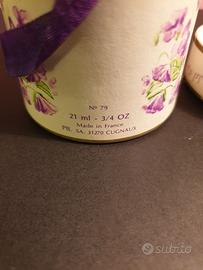 Nº 79
21 ml - 3/4 OZ
Made in France
PB. SA. 31270 CUGNAUX
subito